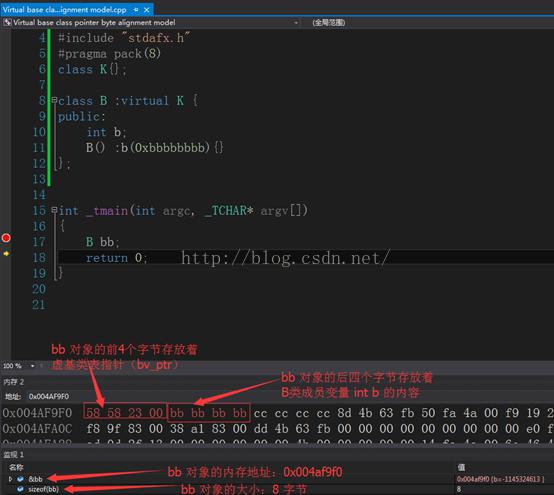 Virtual base cla...ignment model.cpp
Virtual base class pointer byte alignment model
(全局范围)
4 #include "stdafx.h"
5 #pragma pack(8)
6 class K{};
7
8 class B :virtual K {
9 public:
10 int b;
11 B() :b(0xbbbbbbbb){}
12 };
13
14
15 int _tmain(int argc, _TCHAR* argv[])
16 {
17 B bb;
18 return 0; http://blog.csdn.net/
19 }
20
21
bb 对象的前4个字节存放着
虚基类表指针（bv_ptr）
bb 对象的后四个字节存放着
B类成员变量 int b 的内容
100 %
内存 2
地址: 0x004AF9F0
0x004AF9F0 58 58 23 00 bb bb bb bb cc cc cc cc 8d 4b 63 fb 50 fa 4a 00 f9 19 2
0x004AFA0C f8 9f 83 00 38 a1 83 00 dd 4b 63 fb 00 00 00 00 00 00 00 00 e0 f
监视 1
名称 值
&bb bb 对象的内存地址：0x004af9f0 0x004af9f0 {b=-1145324613 }
sizeof(bb) bb 对象的大小：8 字节 8